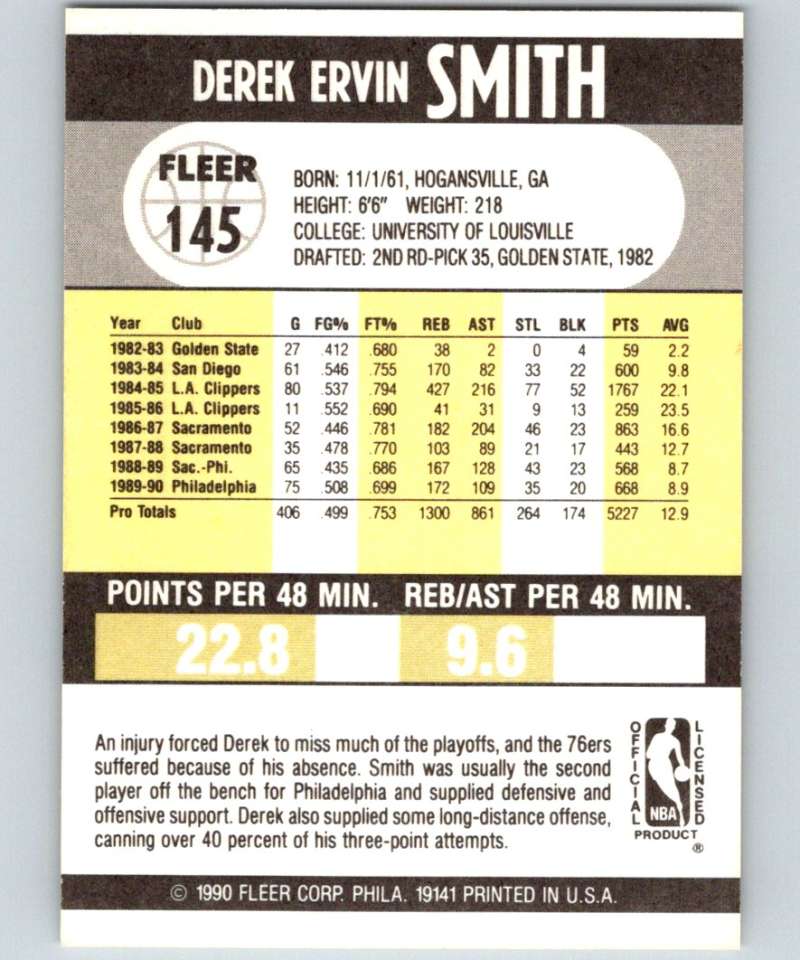 DEREK ERVIN SMITH
FLEER
145
BORN: 11/1/61, HOGANSVILLE, GA
HEIGHT: 6'6" WEIGHT: 218
COLLEGE: UNIVERSITY OF LOUISVILLE
DRAFTED: 2ND RD-PICK 35, GOLDEN STATE, 1982
Year Club G FG% FT% REB AST STL BLK PTS AVG
1982-83 Golden State 27 .412 .680 38 2 0 4 59 2.2
1983-84 San Diego 61 .546 .755 170 82 33 22 600 9.8
1984-85 L.A. Clippers 80 .537 .794 427 216 77 52 1767 22.1
1985-86 L.A. Clippers 11 .552 .690 41 31 9 13 259 23.5
1986-87 Sacramento 52 .446 .781 182 204 46 23 863 16.6
1987-88 Sacramento 35 .478 .770 103 89 21 17 443 12.7
1988-89 Sac.-Phi. 65 .435 .686 167 128 43 23 568 8.7
1989-90 Philadelphia 75 .508 .699 172 109 35 20 668 8.9
Pro Totals 406 .499 .753 1300 861 264 174 5227 12.9
POINTS PER 48 MIN. REB/AST PER 48 MIN.
22.8 9.6
An injury forced Derek to miss much of the playoffs, and the 76ers
suffered because of his absence. Smith was usually the second
player off the bench for Philadelphia and supplied defensive and
offensive support. Derek also supplied some long-distance offense,
canning over 40 percent of his three-point attempts.
OFFICIAL
NBA
LICENSED
PRODUCT
®
© 1990 FLEER CORP. PHILA. 19141 PRINTED IN U.S.A.